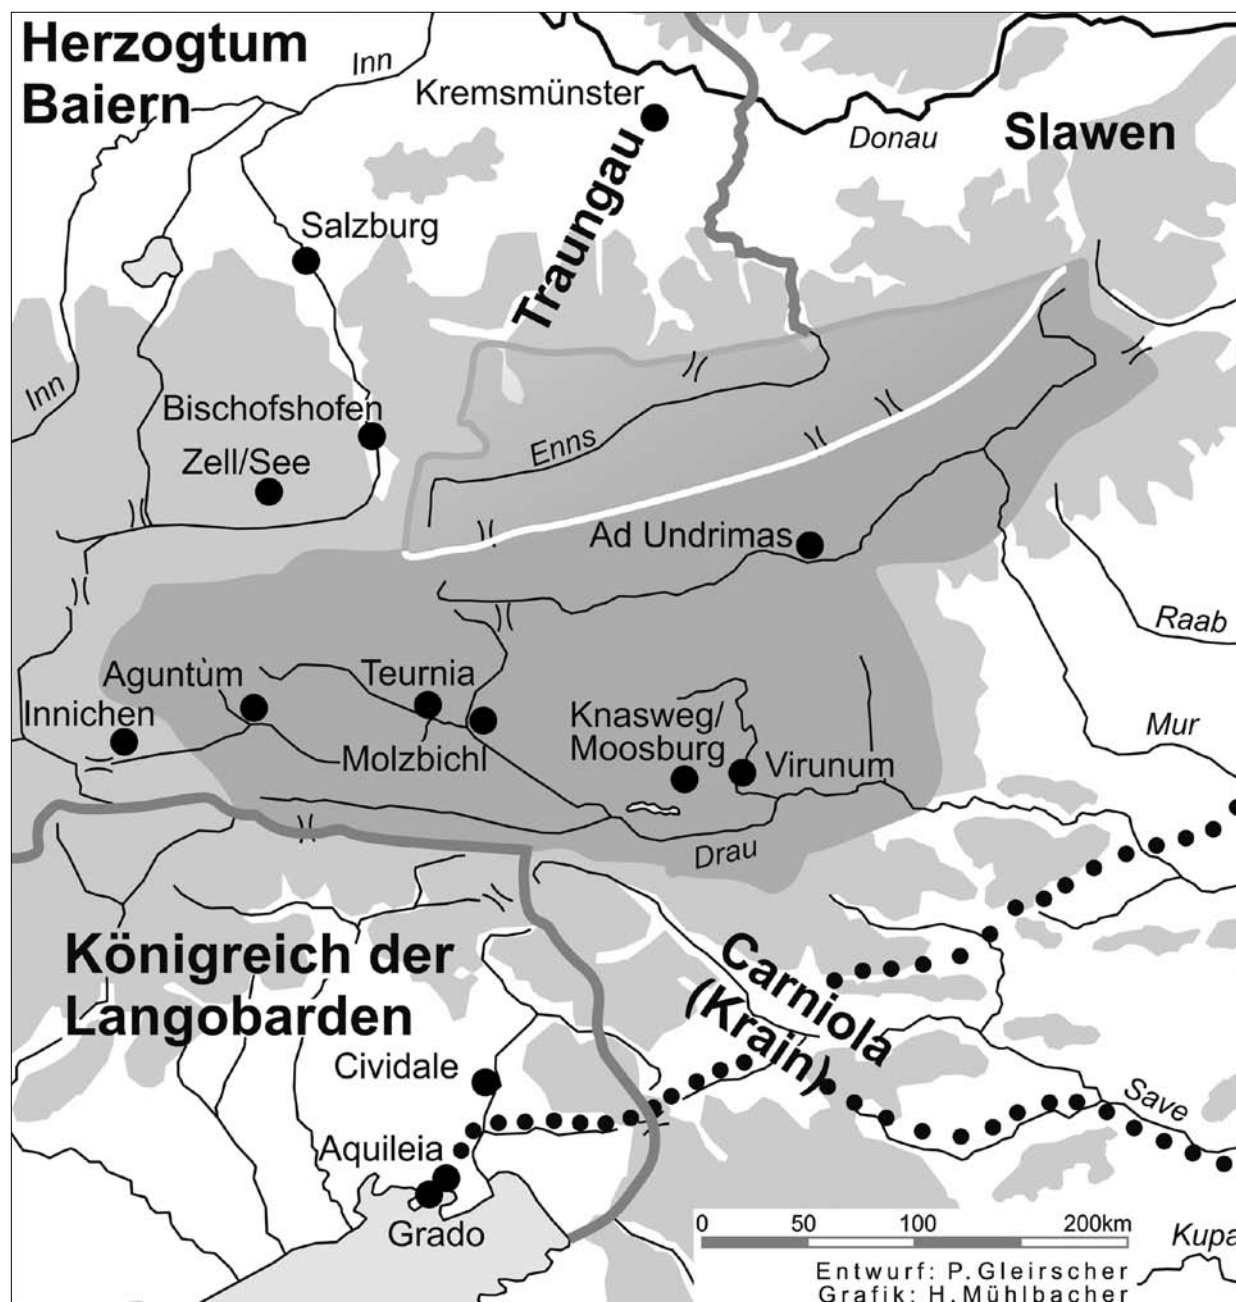 Herzogtum
Baiern
Inn
Kremsmünster
Donau
Slawen
Traungau
Salzburg
Inn
Bischofshofen
Zell/See
Enns
Ad Undrimas
Raab
Aguntùm
Teurnia
Innichen
Molzbichl
Knasweg/
Moosburg
Virunum
Mur
Drau
Königreich der
Langobarden
Carniola
(Krain)
Cividale
Save
Aquileia
Grado
0 50 100 200km
Kupa
Entwurf: P.Gleirscher
Grafik: H.Mühlbacher